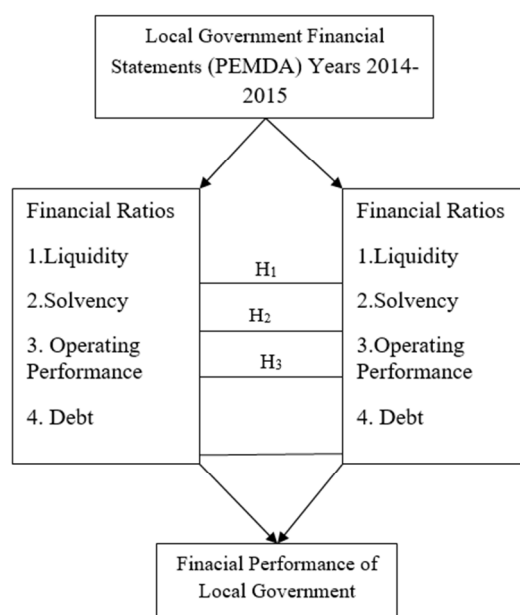 Local Government Financial
Statements (PEMDA) Years 2014-
2015
Financial Ratios
1.Liquidity
2.Solvency
3. Operating
Performance
4. Debt
H1
H2
H3
Financial Ratios
1.Liquidity
2.Solvency
3.Operating
Performance
4. Debt
Finacial Performance of
Local Government